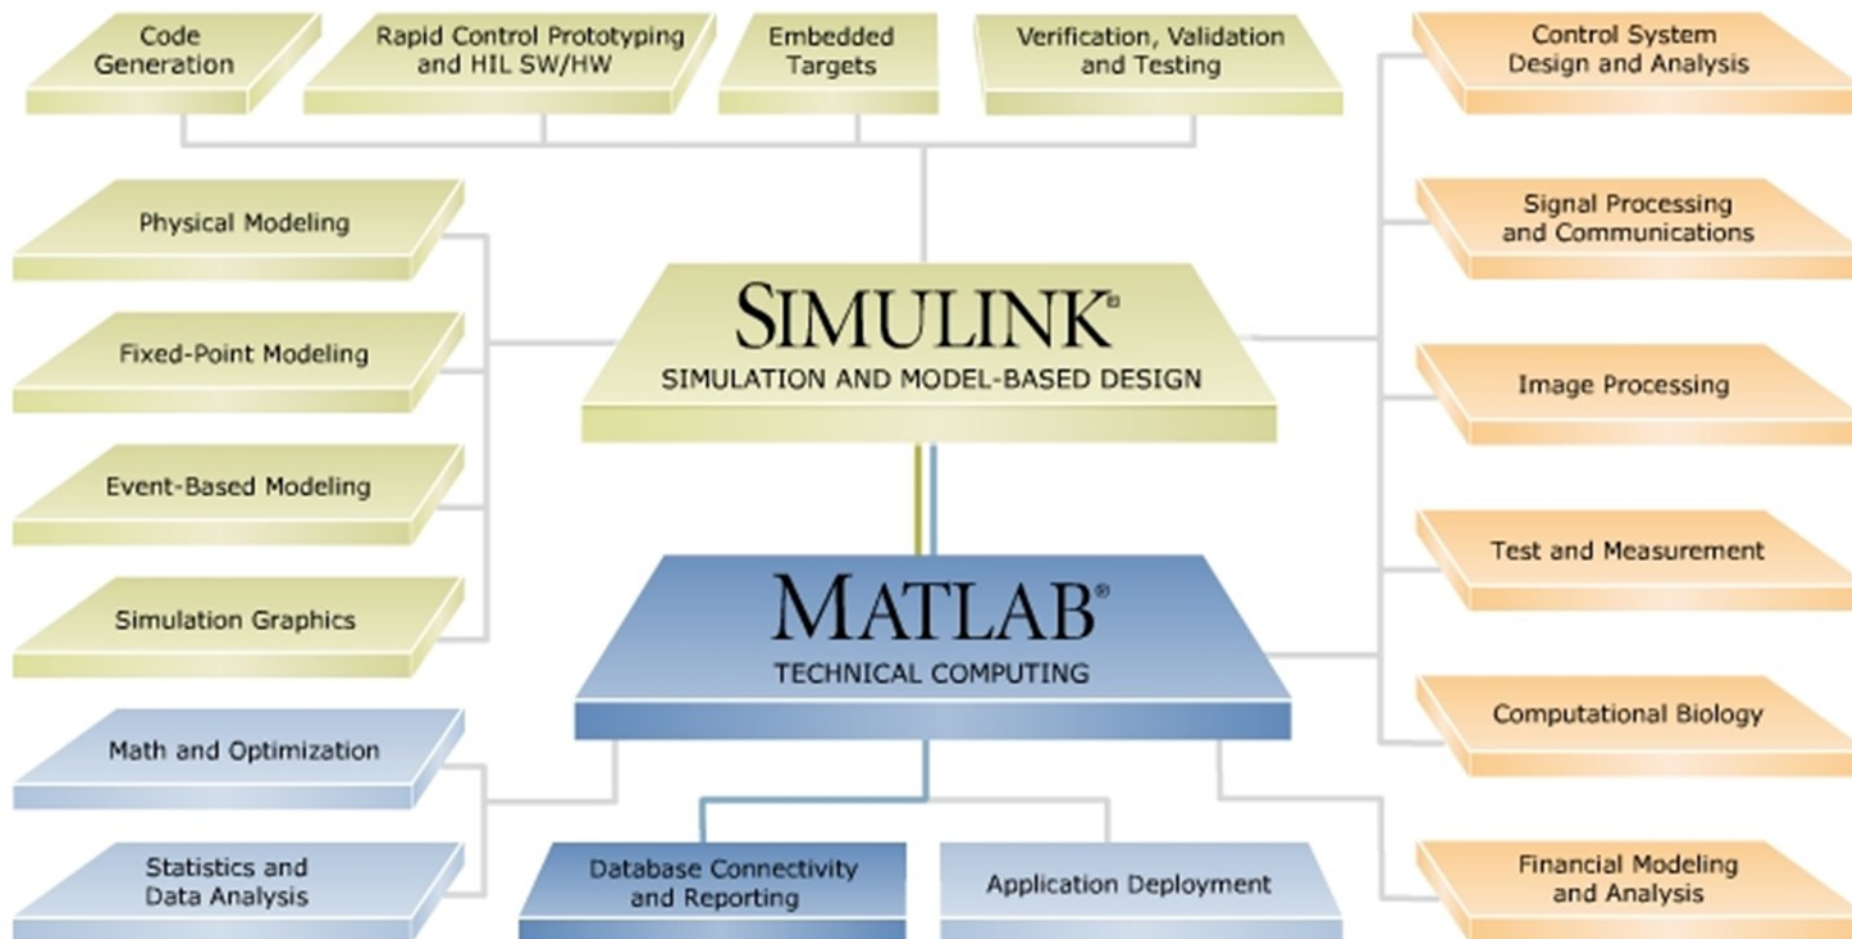 Code
Generation
Rapid Control Prototyping
and HIL SW/HW
Embedded
Targets
Verification, Validation
and Testing
Control System
Design and Analysis
Physical Modeling
Signal Processing
and Communications
SIMULINK®
SIMULATION AND MODEL-BASED DESIGN
Fixed-Point Modeling
Image Processing
Event-Based Modeling
Test and Measurement
MATLAB®
TECHNICAL COMPUTING
Simulation Graphics
Computational Biology
Math and Optimization
Statistics and
Data Analysis
Database Connectivity
and Reporting
Application Deployment
Financial Modeling
and Analysis